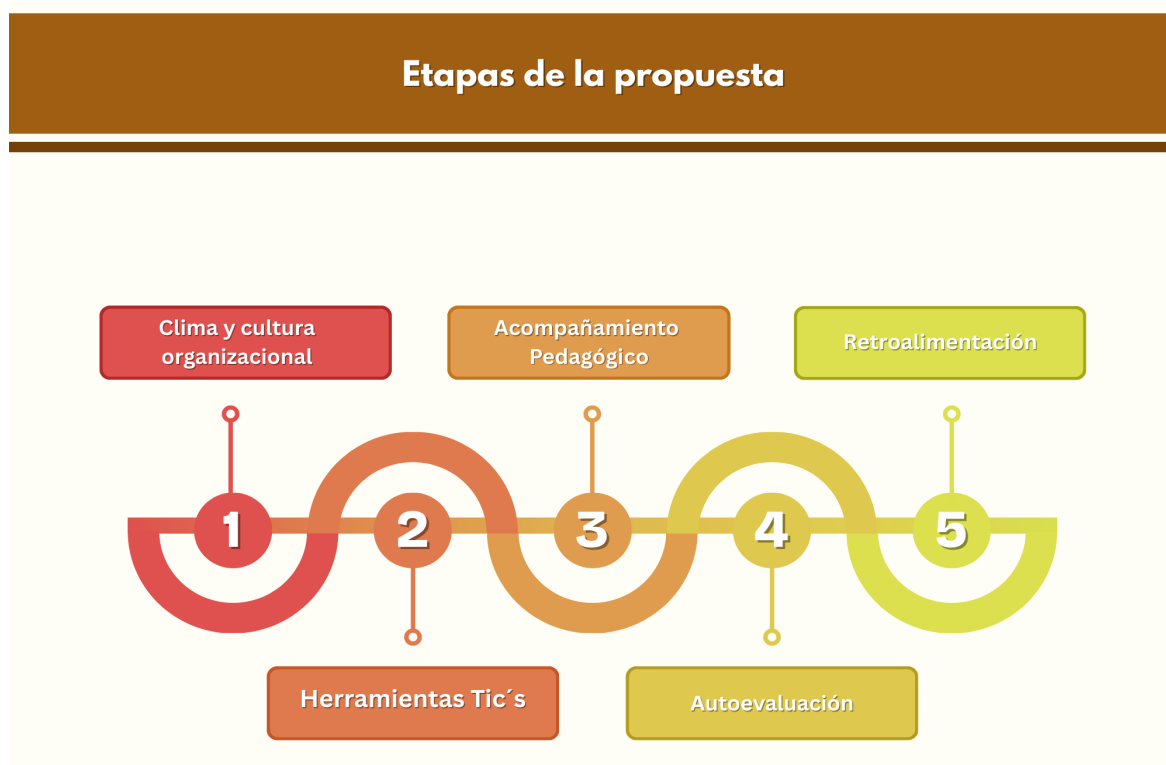 Etapas de la propuesta
Clima y cultura
organizacional
Acompañamiento
Pedagógico
Retroalimentación
1
2
3
4
5
Herramientas Tic´s
Autoevaluación